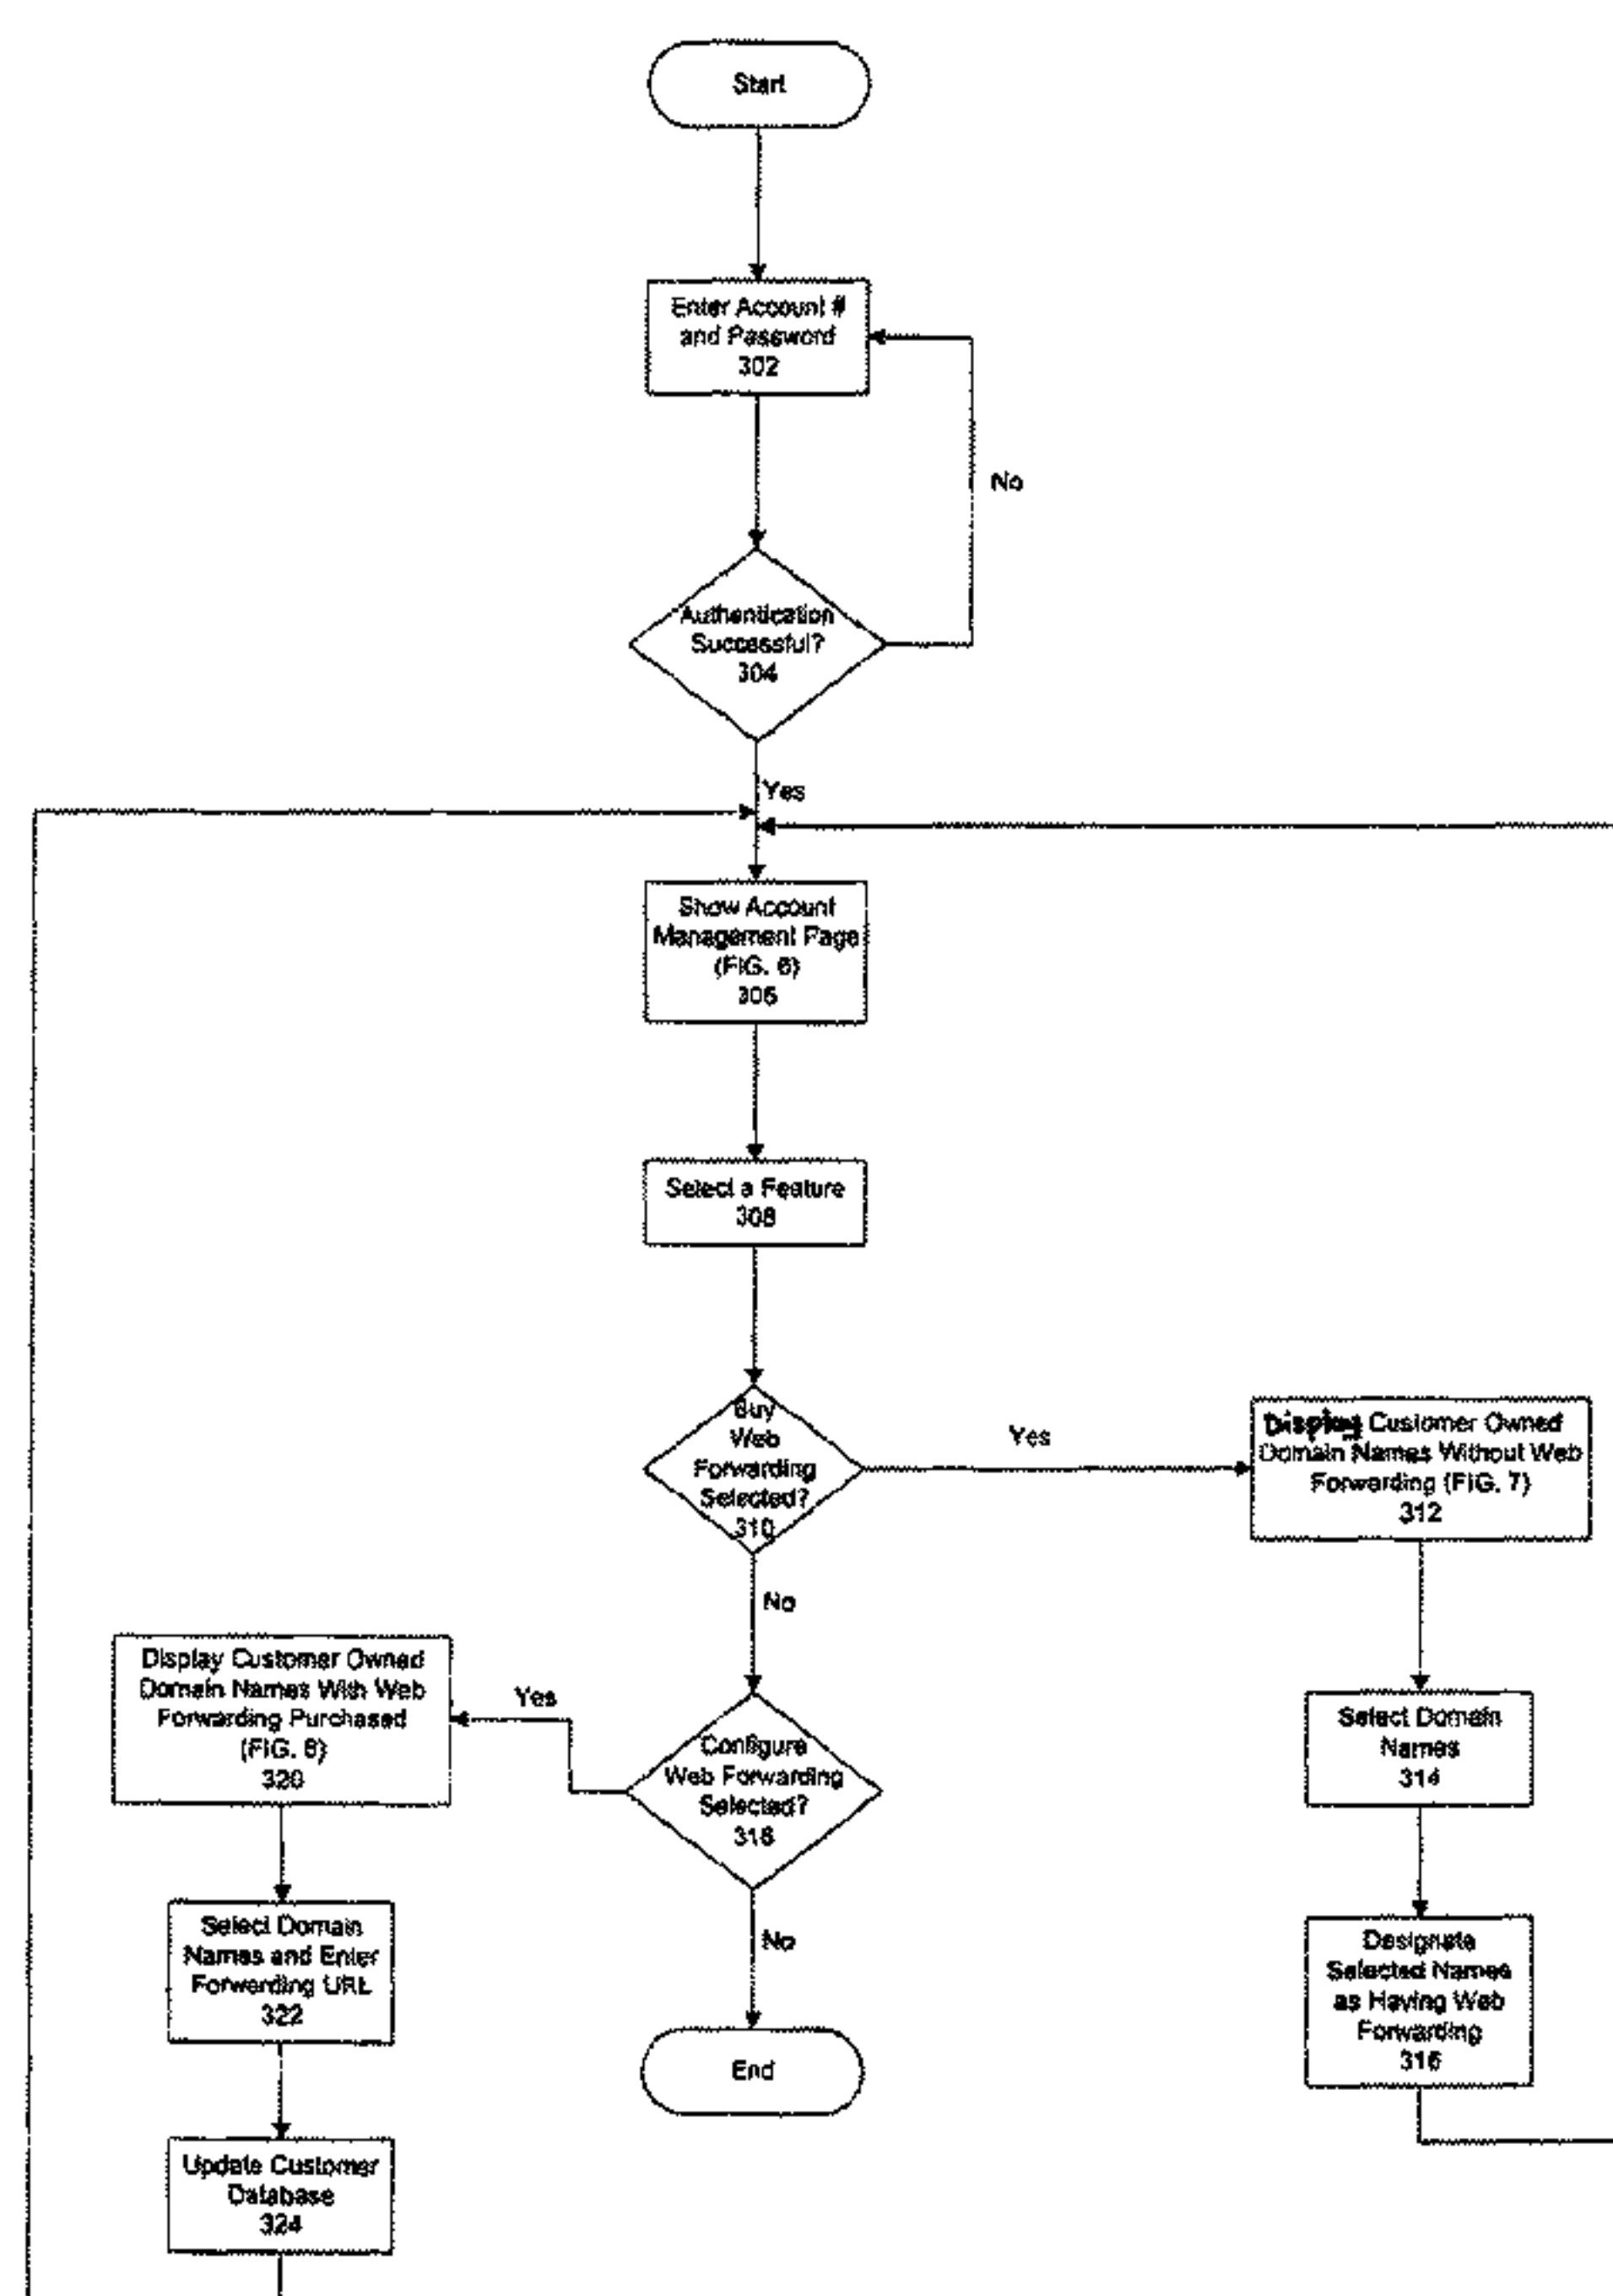 Start
Enter Account #
and Password
302
No
Authentication
Successful?
304
Yes
Show Account
Management Page
(FIG. 6)
306
Select a Feature
308
Buy
Web
Forwarding
Selected?
310
Yes
Display Customer Owned
Domain Names Without Web
Forwarding (FIG. 7)
312
No
Display Customer Owned
Domain Names With Web
Forwarding Purchased
(FIG. 8)
320
Yes
Configure
Web Forwarding
Selected?
318
Select Domain
Names
314
Select Domain
Names and Enter
Forwarding URL
322
No
Designate
Selected Names
as Having Web
Forwarding
316
End
Update Customer
Database
324